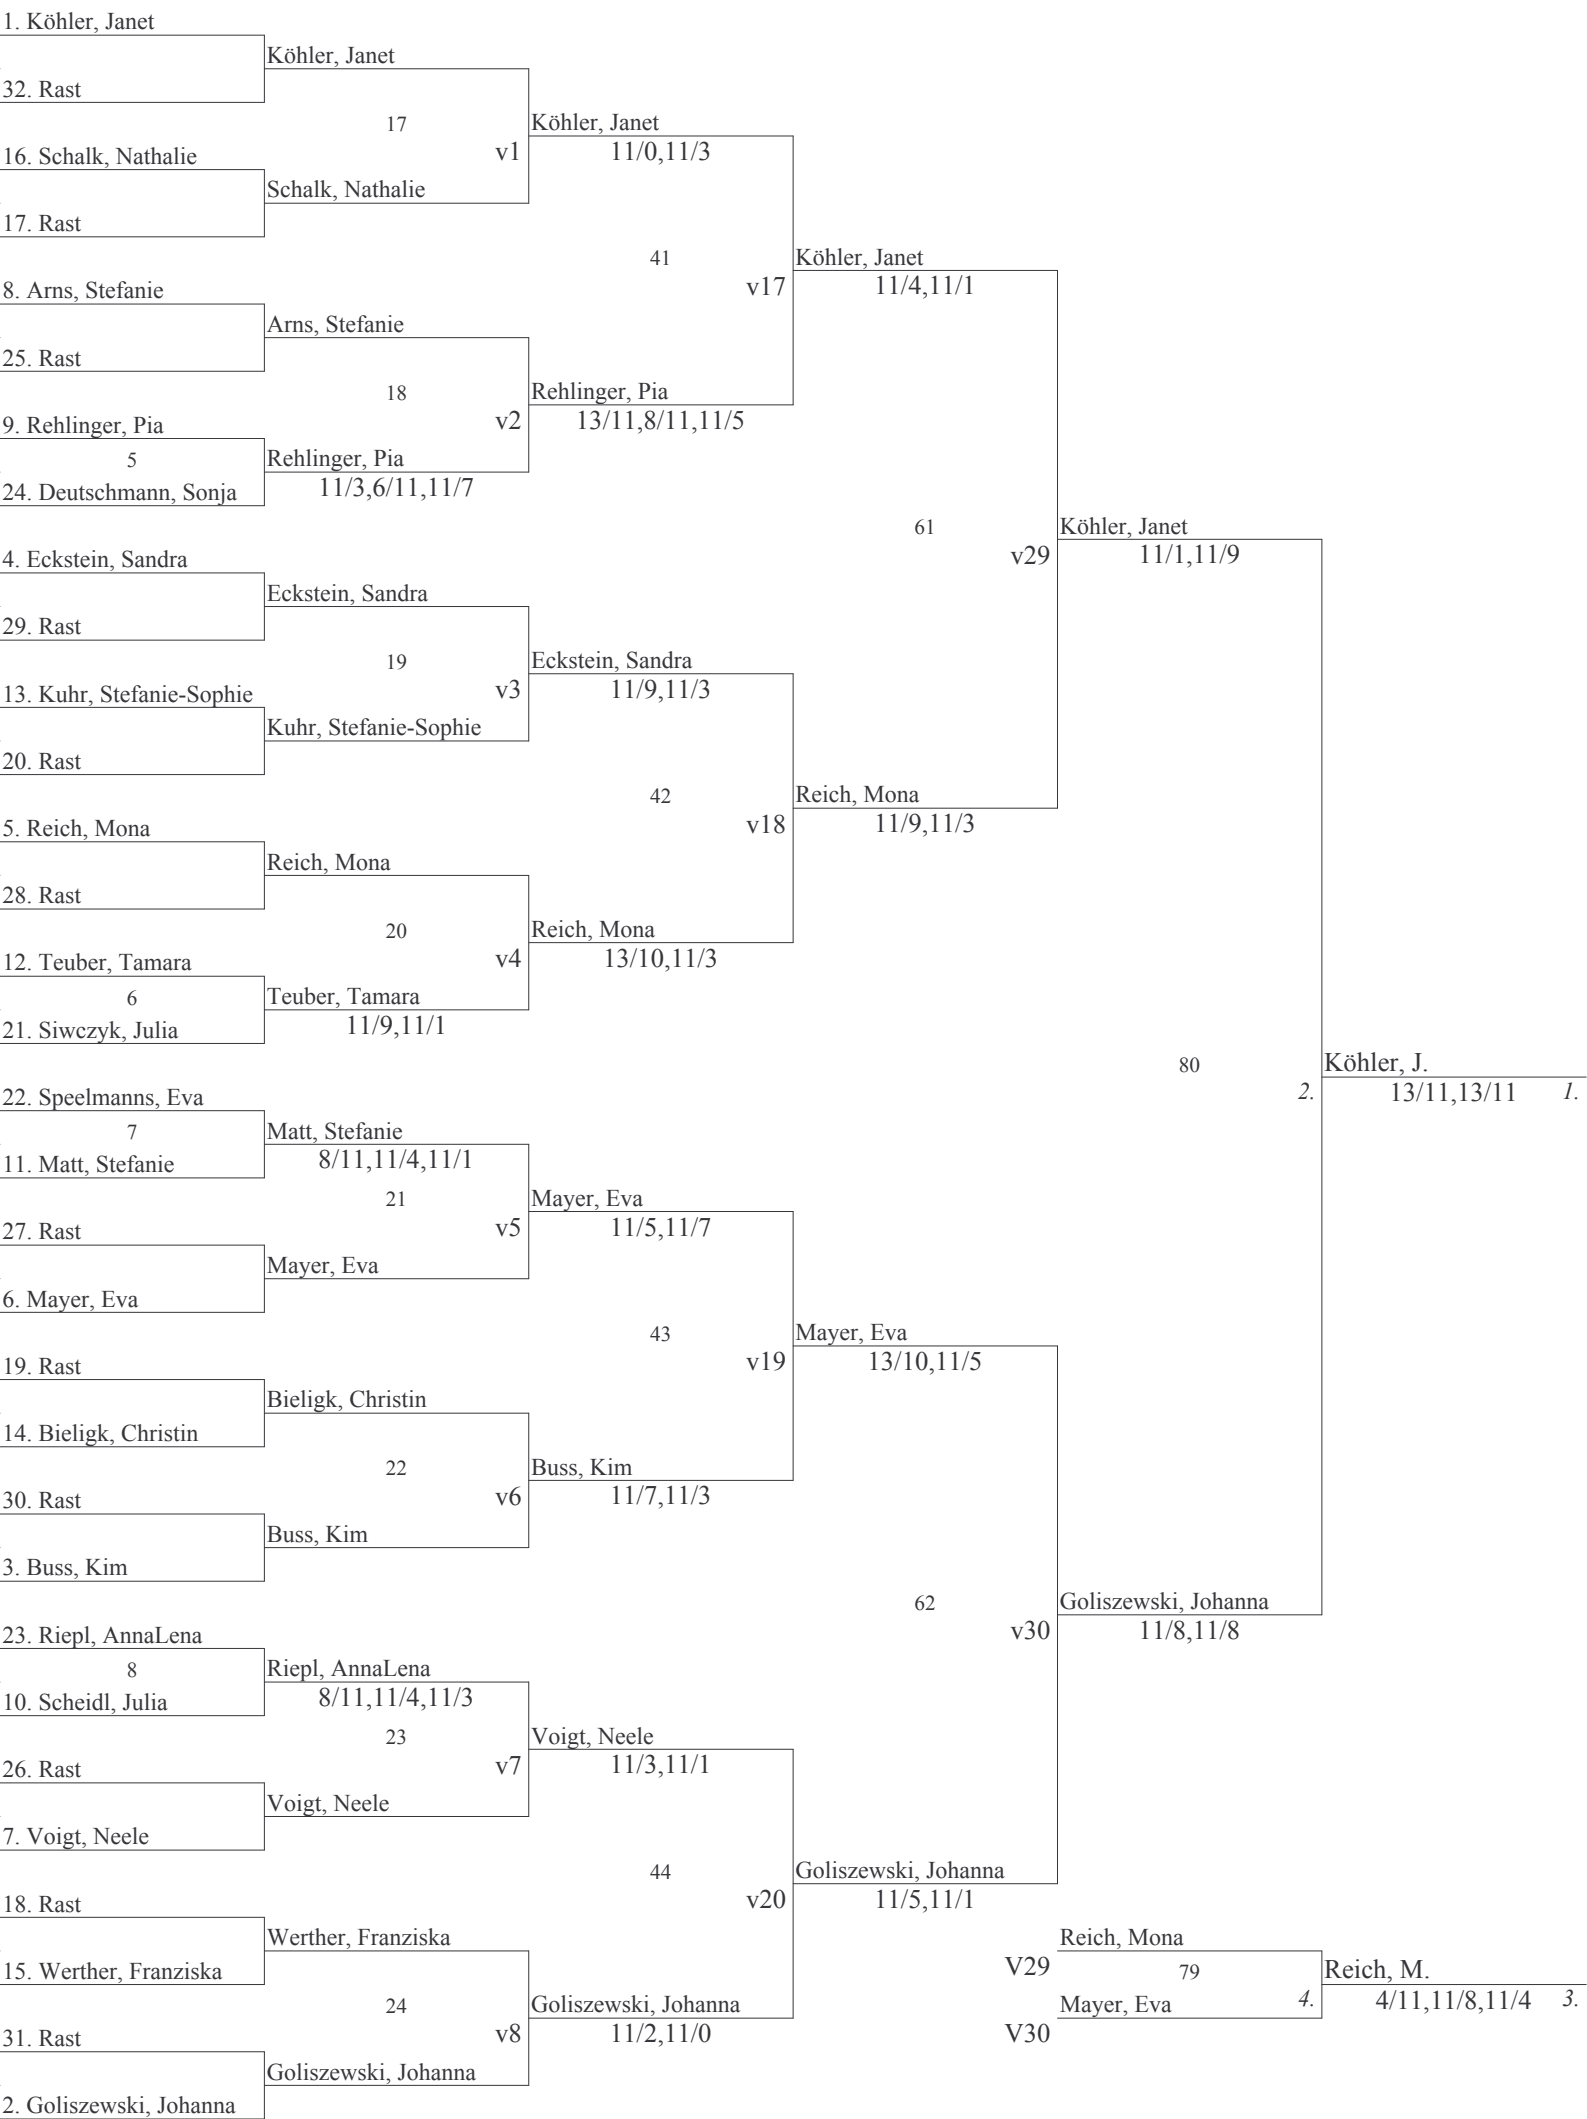 1. Köhler, Janet
Köhler, Janet
32. Rast
17
Köhler, Janet
v1
11/0,11/3
16. Schalk, Nathalie
Schalk, Nathalie
17. Rast
41
Köhler, Janet
v17
11/4,11/1
8. Arns, Stefanie
Arns, Stefanie
25. Rast
18
Rehlinger, Pia
v2
13/11,8/11,11/5
9. Rehlinger, Pia
5
Rehlinger, Pia
24. Deutschmann, Sonja
11/3,6/11,11/7
61
Köhler, Janet
v29
11/1,11/9
4. Eckstein, Sandra
Eckstein, Sandra
29. Rast
19
Eckstein, Sandra
v3
11/9,11/3
13. Kuhr, Stefanie-Sophie
Kuhr, Stefanie-Sophie
20. Rast
42
Reich, Mona
v18
11/9,11/3
5. Reich, Mona
Reich, Mona
28. Rast
20
Reich, Mona
v4
13/10,11/3
12. Teuber, Tamara
6
Teuber, Tamara
21. Siwczyk, Julia
11/9,11/1
80
Köhler, J.
2.
13/11,13/11
1.
22. Speelmanns, Eva
7
Matt, Stefanie
11. Matt, Stefanie
8/11,11/4,11/1
21
Mayer, Eva
v5
11/5,11/7
27. Rast
Mayer, Eva
6. Mayer, Eva
43
Mayer, Eva
v19
13/10,11/5
19. Rast
Bieligk, Christin
14. Bieligk, Christin
22
Buss, Kim
v6
11/7,11/3
30. Rast
Buss, Kim
3. Buss, Kim
62
Goliszewski, Johanna
v30
11/8,11/8
23. Riepl, AnnaLena
8
Riepl, AnnaLena
10. Scheidl, Julia
8/11,11/4,11/3
23
Voigt, Neele
v7
11/3,11/1
26. Rast
Voigt, Neele
7. Voigt, Neele
44
Goliszewski, Johanna
v20
11/5,11/1
18. Rast
Werther, Franziska
15. Werther, Franziska
24
Goliszewski, Johanna
v8
11/2,11/0
31. Rast
Goliszewski, Johanna
2. Goliszewski, Johanna
Reich, Mona
V29
79
Reich, M.
Mayer, Eva
4.
4/11,11/8,11/4
3.
V30